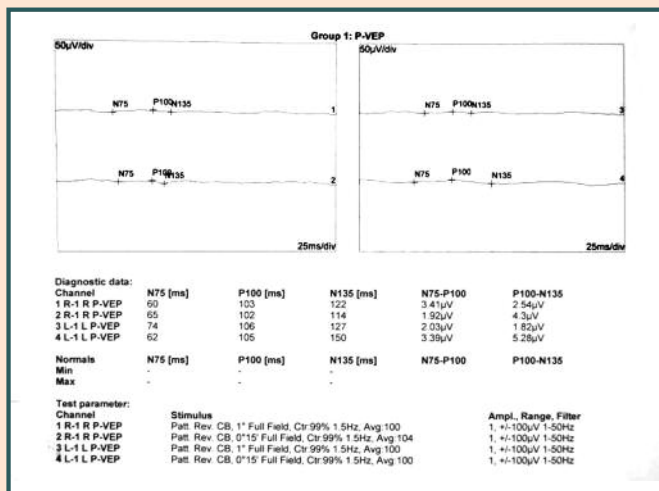 Group 1: P-VEP
50µV/div 50µV/div
N75 P100 N135 1 N75 P100 N135 3
N75 P100 N135 2 N75 P100 N135 4
25ms/div 25ms/div
Diagnostic data:
Channel N75 [ms] P100 [ms] N135 [ms] N75-P100 P100-N135
1 R-1 R P-VEP 60 103 122 3.41µV 2.54µV
2 R-1 R P-VEP 65 102 114 1.92µV 4.3µV
3 L-1 L P-VEP 74 106 127 2.03µV 1.82µV
4 L-1 L P-VEP 62 105 150 3.39µV 5.28µV
Normals N75 [ms] P100 [ms] N135 [ms] N75-P100 P100-N135
Min - - -
Max - - -
Test parameter:
Channel Stimulus Ampl., Range, Filter
1 R-1 R P-VEP Patt. Rev. CB, 1° Full Field, Ctr:99% 1.5Hz, Avg:100 1, +/-100µV 1-50Hz
2 R-1 R P-VEP Patt. Rev. CB, 0°15' Full Field, Ctr:99% 1.5Hz, Avg:104 1, +/-100µV 1-50Hz
3 L-1 L P-VEP Patt. Rev. CB, 1° Full Field, Ctr:99% 1.5Hz, Avg:100 1, +/-100µV 1-50Hz
4 L-1 L P-VEP Patt. Rev. CB, 0°15' Full Field, Ctr:99% 1.5Hz, Avg:100 1, +/-100µV 1-50Hz